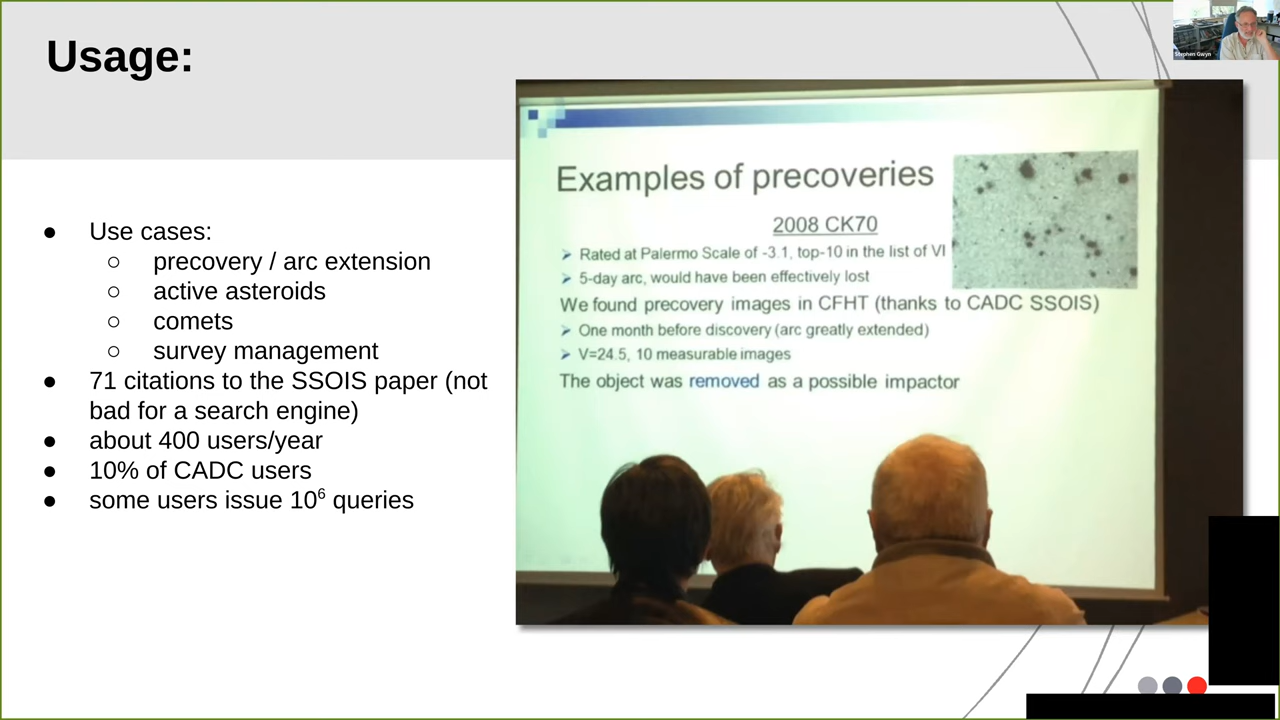 Usage:
Stephen Gwyn
● Use cases:
○ precovery / arc extension
○ active asteroids
○ comets
○ survey management
● 71 citations to the SSOIS paper (not
bad for a search engine)
● about 400 users/year
● 10% of CADC users
● some users issue 10⁶ queries
Examples of precoveries
2008 CK70
➢ Rated at Palermo Scale of -3.1, top-10 in the list of VI
➢ 5-day arc, would have been effectively lost
We found precovery images in CFHT (thanks to CADC SSOIS)
➢ One month before discovery (arc greatly extended)
➢ V=24.5, 10 measurable images
The object was removed as a possible impactor